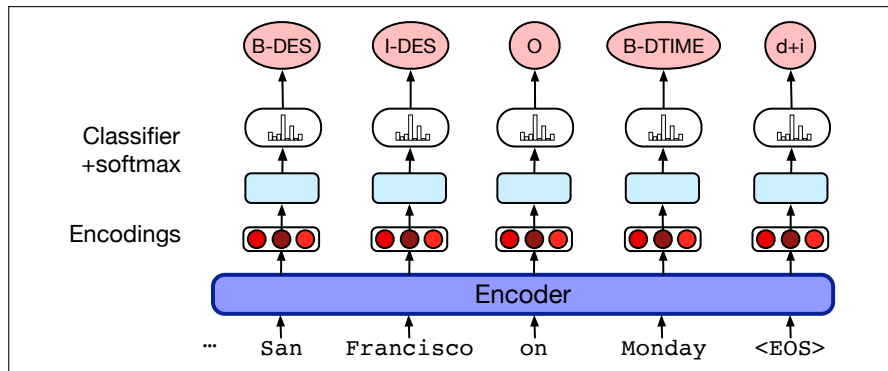 B-DES I-DES O B-DTIME d+i
Classifier
+softmax
Encodings
Encoder
… San Francisco on Monday <EOS>